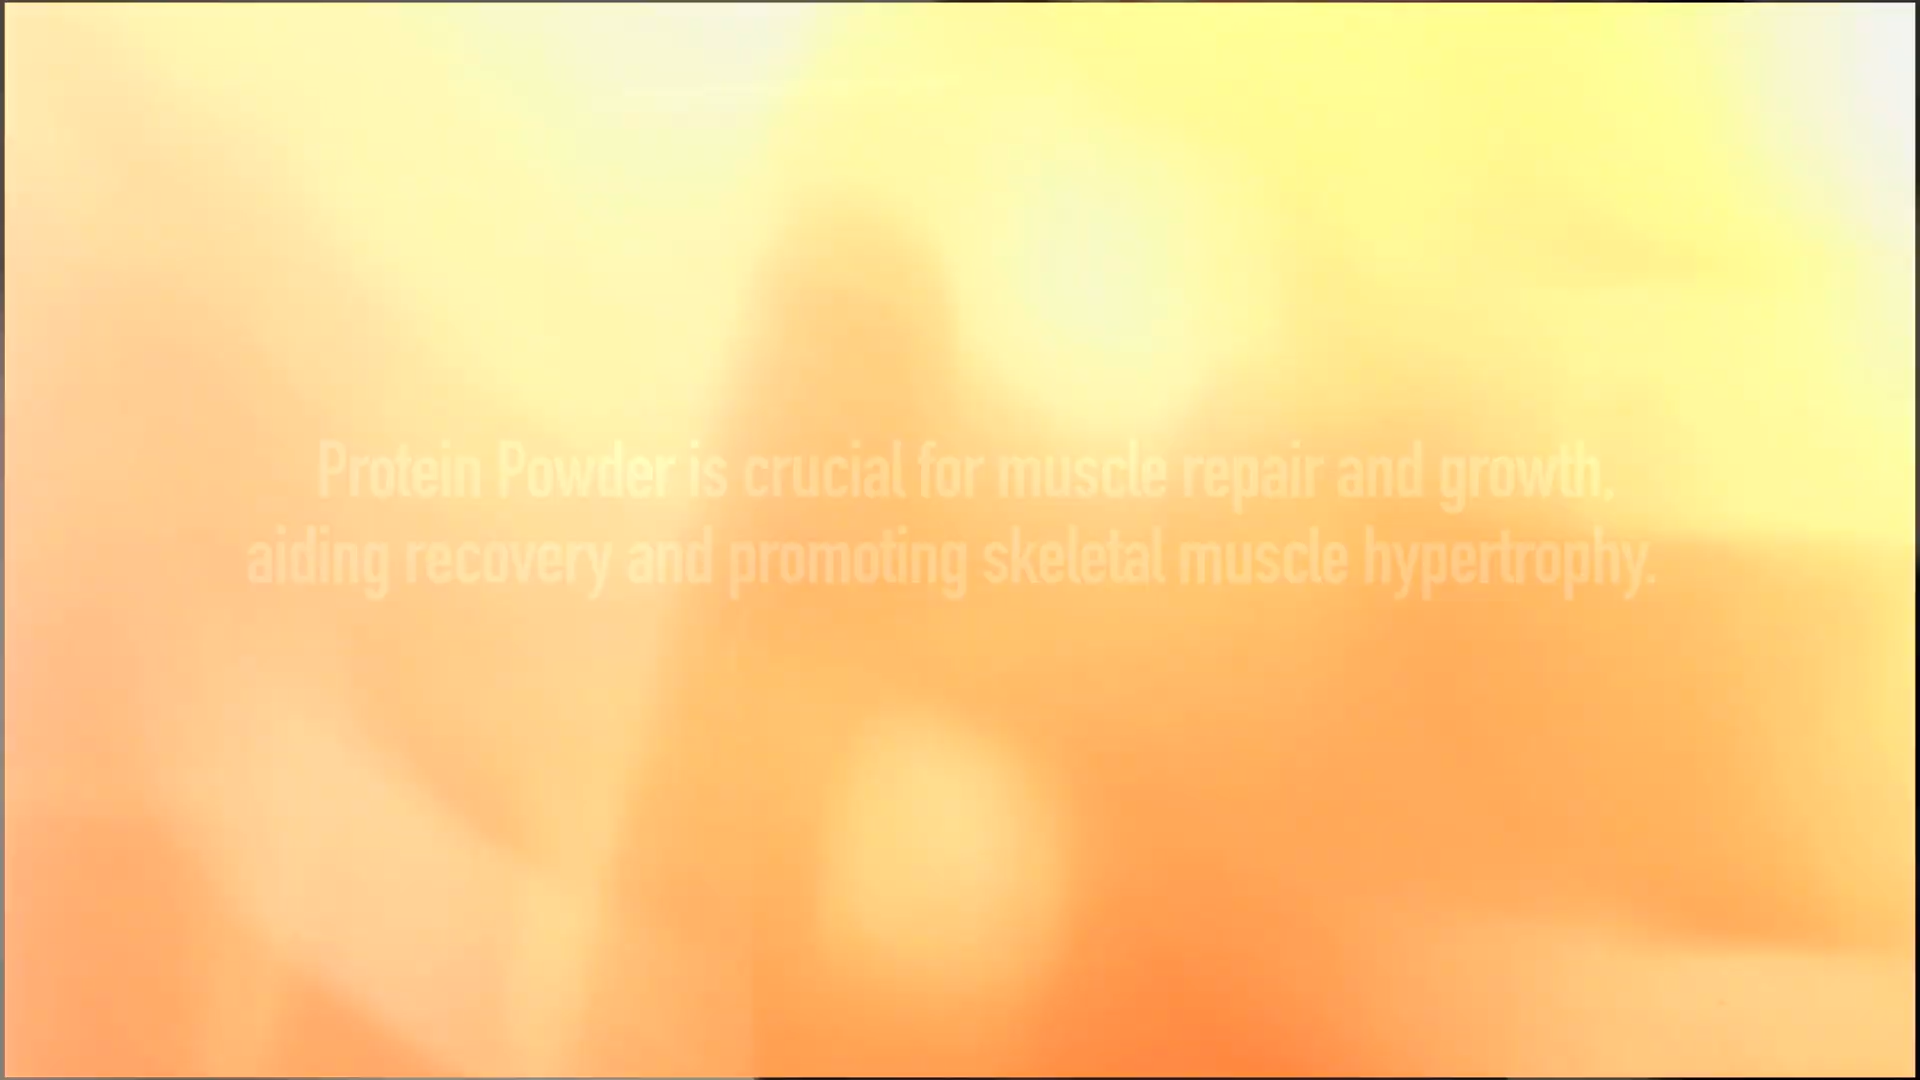 Protein Powder is crucial for muscle repair and growth,
aiding recovery and promoting skeletal muscle hypertrophy.